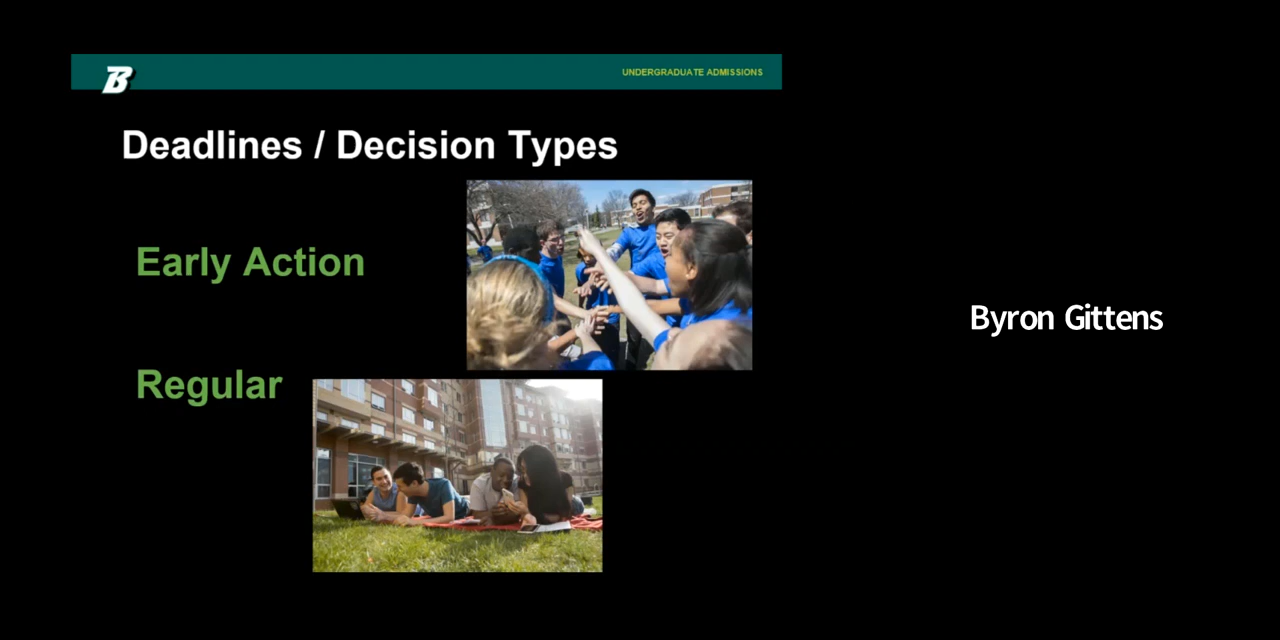 B
UNDERGRADUATE ADMISSIONS
Deadlines / Decision Types
Early Action
Regular
Byron Gittens